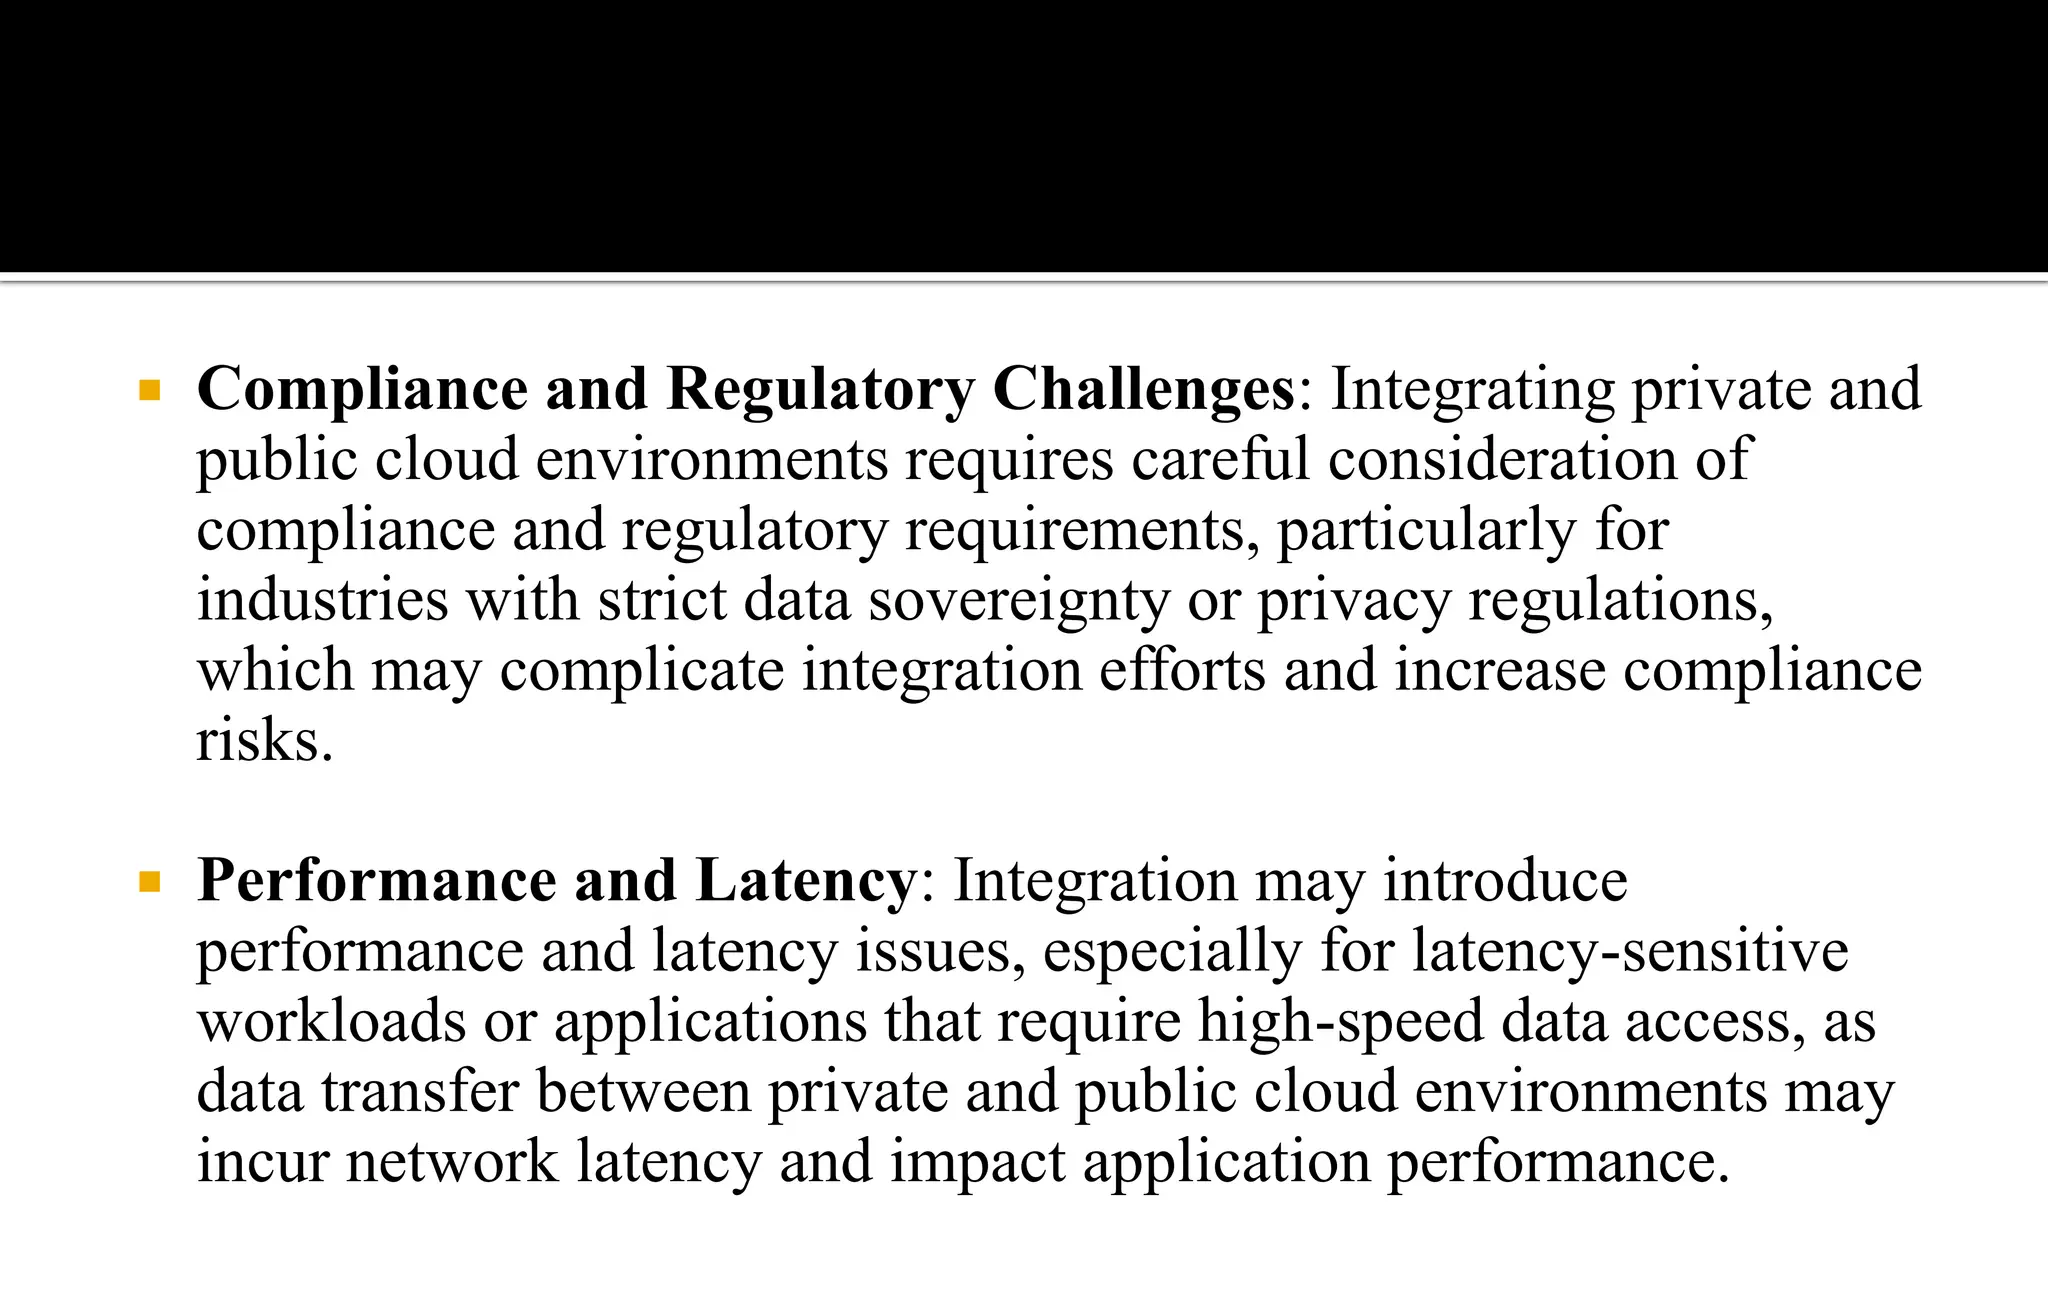 Compliance and Regulatory Challenges: Integrating private and
public cloud environments requires careful consideration of
compliance and regulatory requirements, particularly for
industries with strict data sovereignty or privacy regulations,
which may complicate integration efforts and increase compliance
risks.
Performance and Latency: Integration may introduce
performance and latency issues, especially for latency-sensitive
workloads or applications that require high-speed data access, as
data transfer between private and public cloud environments may
incur network latency and impact application performance.